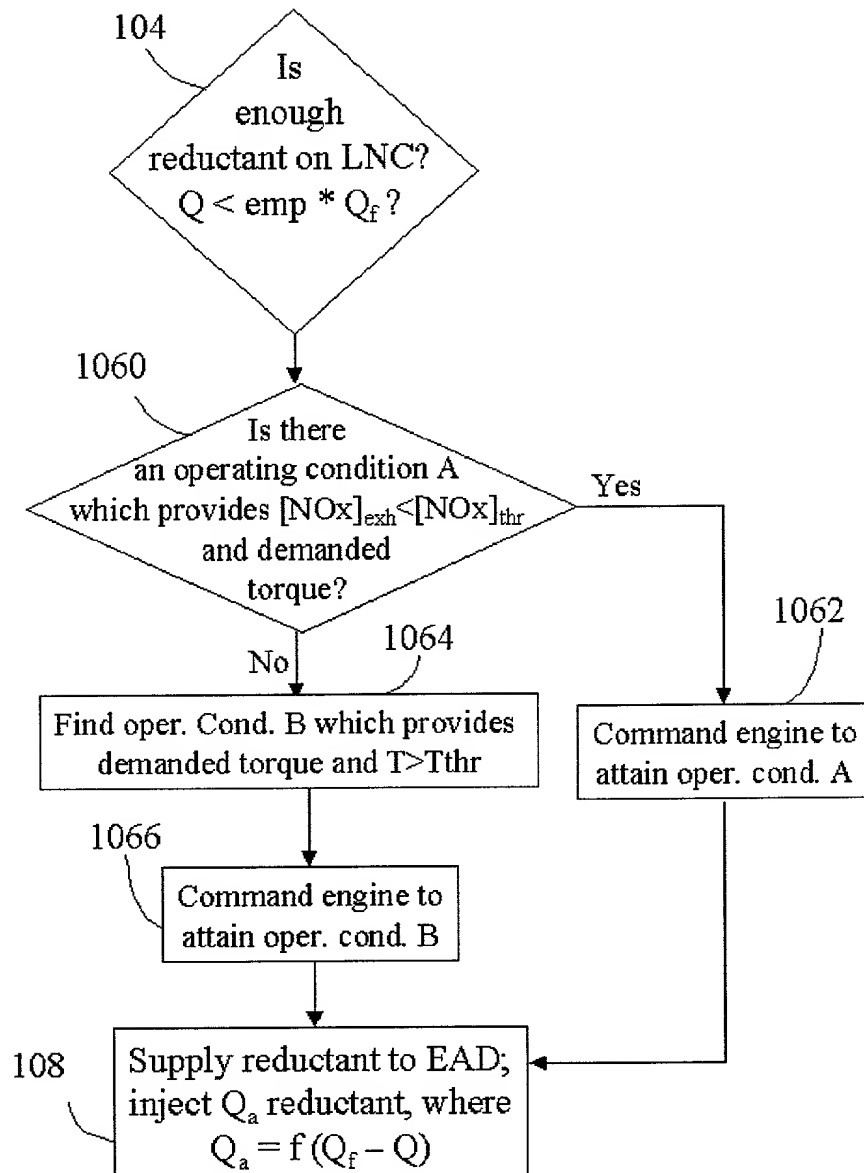 104
Is
enough
reductant on LNC?
Q < emp * Qf ?
1060
Is there
an operating condition A
which provides [NOx]exh<[NOx]thr
and demanded
torque?
Yes
No
1064
Find oper. Cond. B which provides
demanded torque and T>Tthr
1062
Command engine to
attain oper. cond. A
1066
Command engine to
attain oper. cond. B
108
Supply reductant to EAD;
inject Qa reductant, where
Qa = f (Qf – Q)